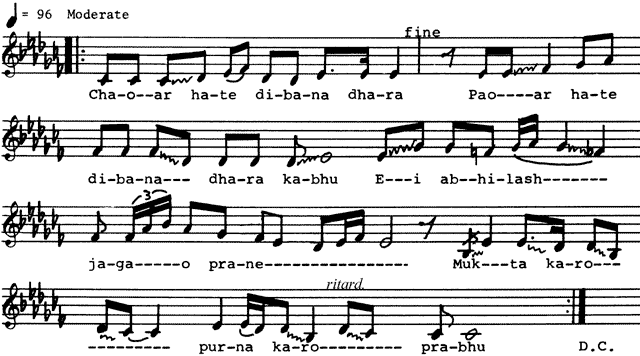 = 96 Moderate
fine
Cha-o--ar ha-te di-ba-na dha-ra Pao----ar ha-te
3
di-ba-na--- dha-ra ka-bhu E---i ab--hi-lash-------
ja-ga-----o pra-ne---------------- Muk---ta ka-ro---
ritard.
---------- pur-na ka-ro--------- pra-bhu D.C.